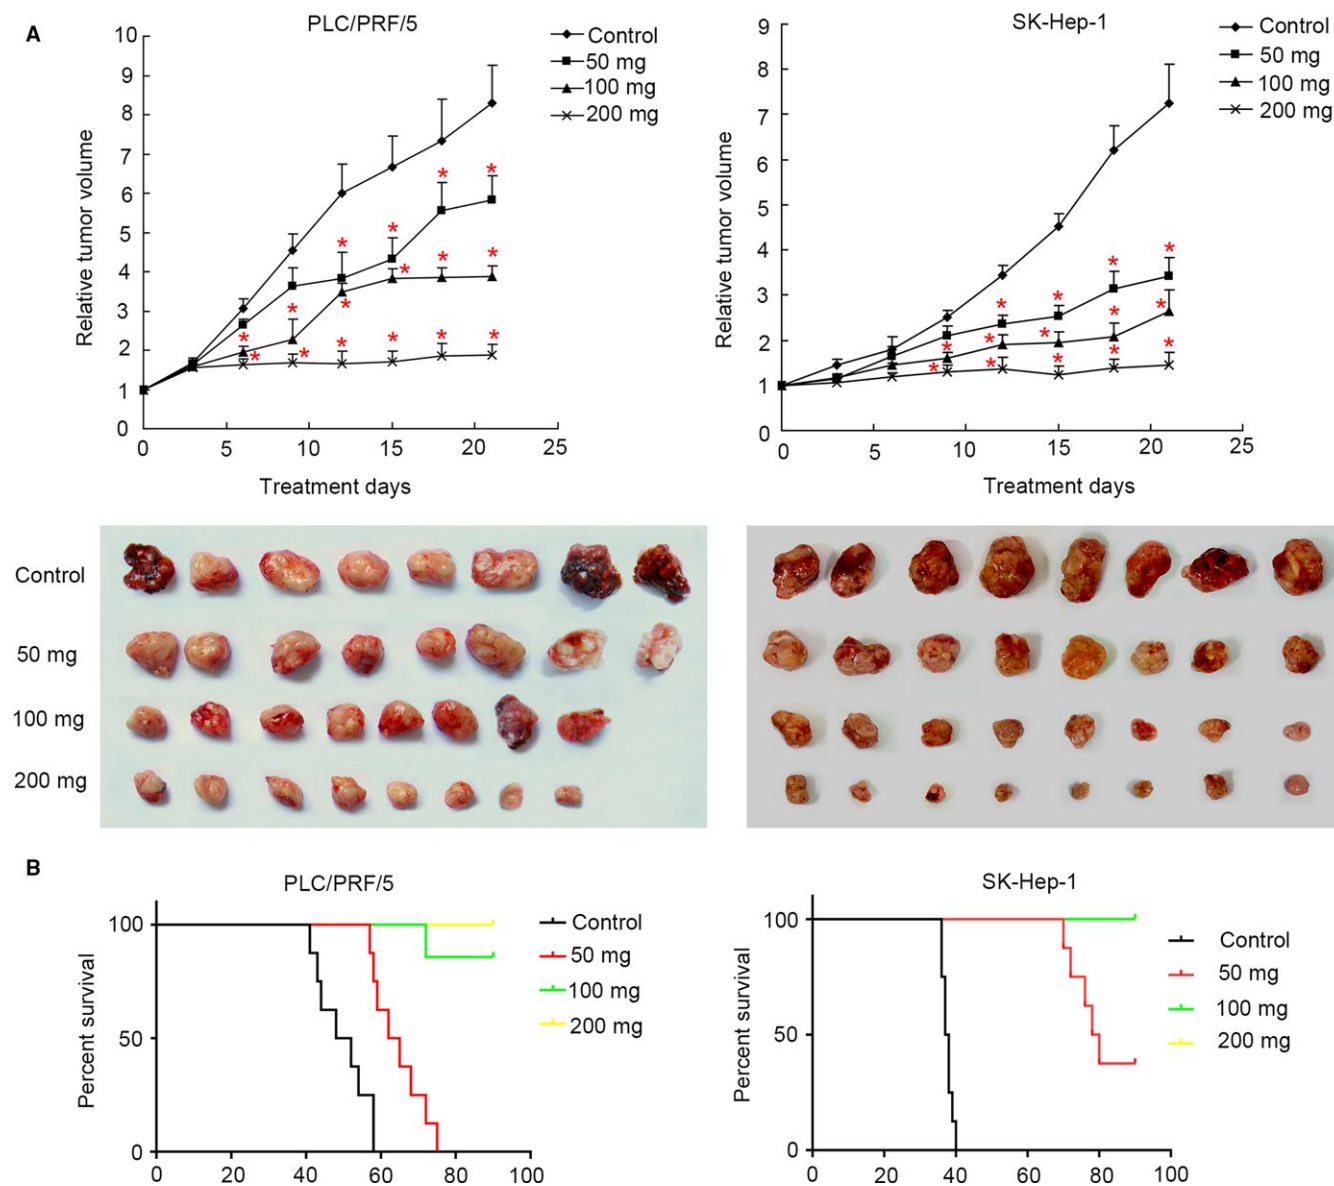 A
PLC/PRF/5
Control
50 mg
100 mg
200 mg
Relative tumor volume
10
9
8
7
6
5
4
3
2
1
0
0 5 10 15 20 25
Treatment days
* * * * * * * * * * * * * * * * *
SK-Hep-1
Control
50 mg
100 mg
200 mg
Relative tumor volume
9
8
7
6
5
4
3
2
1
0
0 5 10 15 20 25
Treatment days
* * * * * * * * * * * * * *
Control
50 mg
100 mg
200 mg
B
PLC/PRF/5
Control
50 mg
100 mg
200 mg
Percent survival
100
50
0
0 20 40 60 80 100
SK-Hep-1
Control
50 mg
100 mg
200 mg
Percent survival
100
50
0
0 20 40 60 80 100